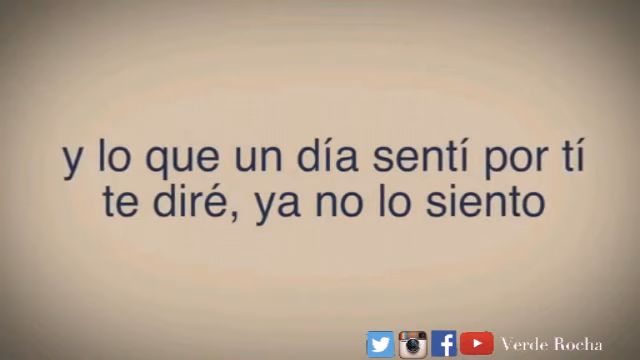 y lo que un día sentí por tí
te diré, ya no lo siento
Verde Rocha